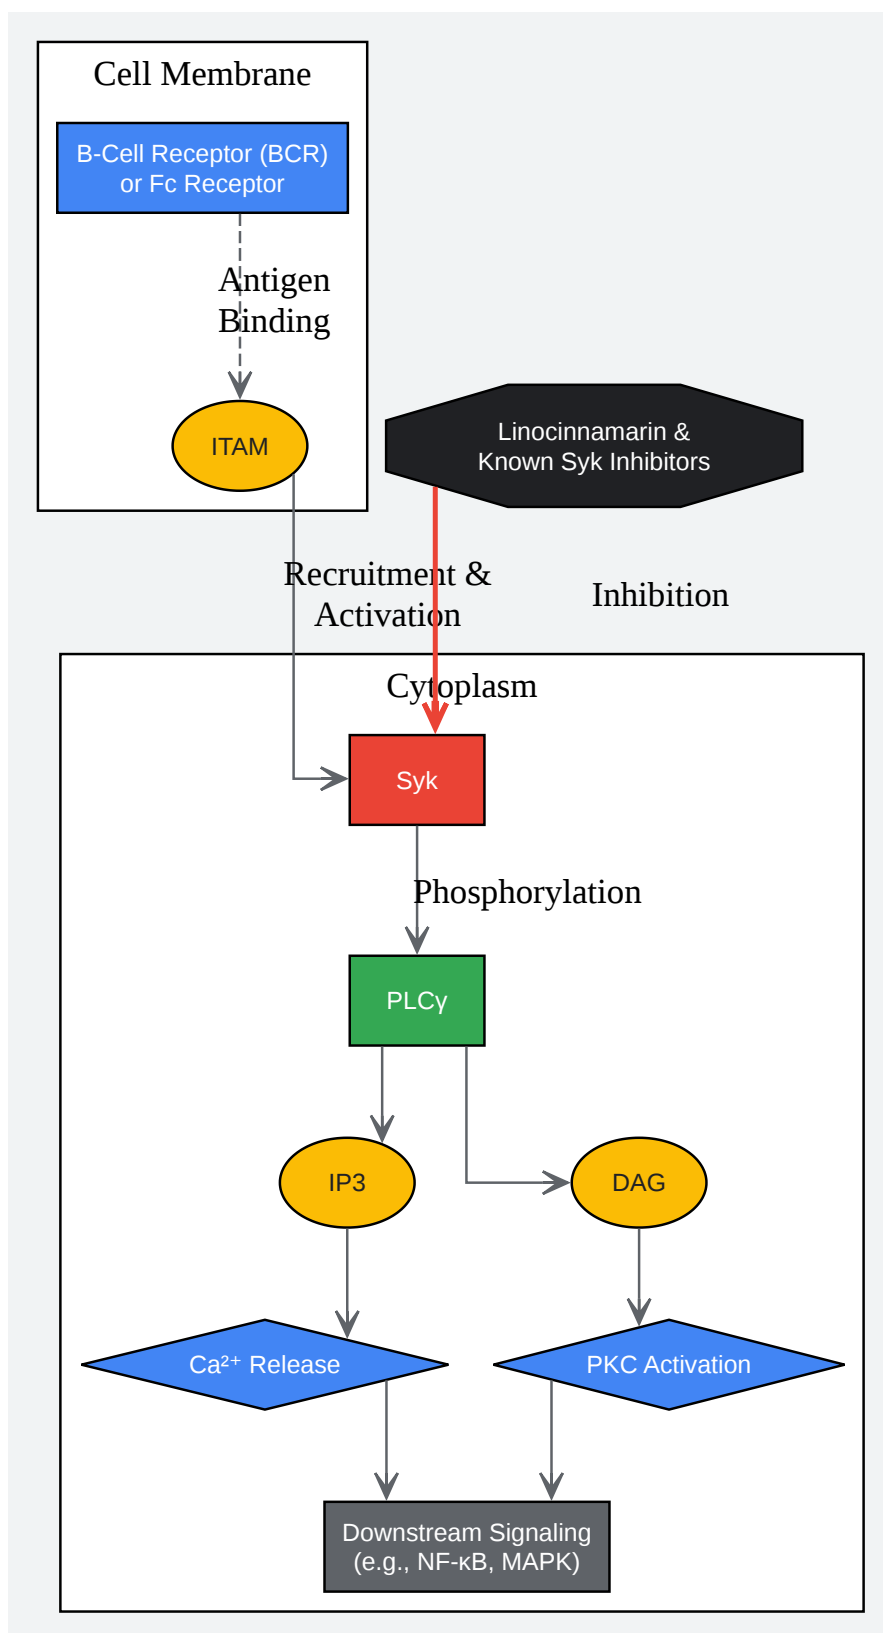 Cell Membrane
B-Cell Receptor (BCR)
or Fc Receptor
Antigen
Binding
ITAM
Linocinnamarin &
Known Syk Inhibitors
Recruitment &
Activation
Inhibition
Cytoplasm
Syk
Phosphorylation
PLCγ
IP3
DAG
Ca²⁺ Release
PKC Activation
Downstream Signaling
(e.g., NF-κB, MAPK)